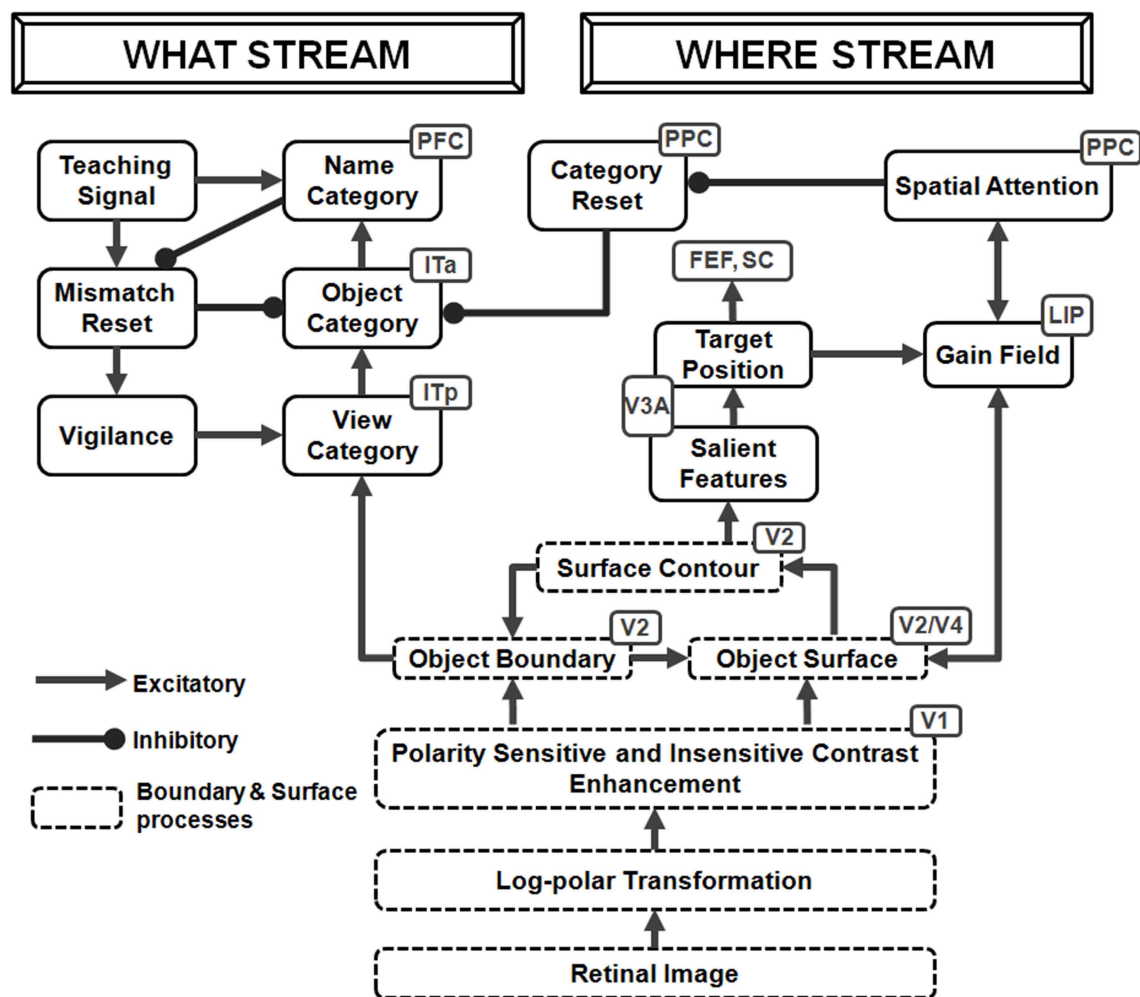 WHAT STREAM
WHERE STREAM
PFC
PPC
PPC
Teaching
Signal
Name
Category
Category
Reset
Spatial Attention
FEF, SC
ITa
LIP
Mismatch
Reset
Object
Category
Target
Position
Gain Field
ITp
V3A
Vigilance
View
Category
Salient
Features
V2
Surface Contour
V2
V2/V4
Object Boundary
Object Surface
Excitatory
Inhibitory
Boundary & Surface
processes
V1
Polarity Sensitive and Insensitive Contrast
Enhancement
Log-polar Transformation
Retinal Image